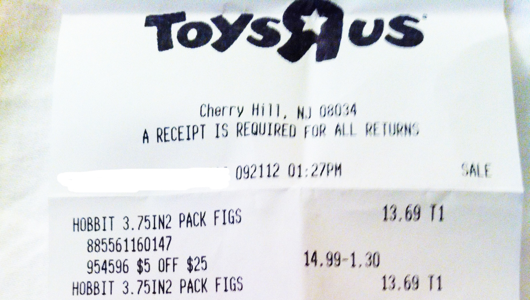 TOYS R US
Cherry Hill, NJ 08034
A RECEIPT IS REQUIRED FOR ALL RETURNS
092112 01:27PM SALE
HOBBIT 3.75IN2 PACK FIGS 13.69 T1
885561160147
954596 $5 OFF $25 14.99-1.30
HOBBIT 3.75IN2 PACK FIGS 13.69 T1